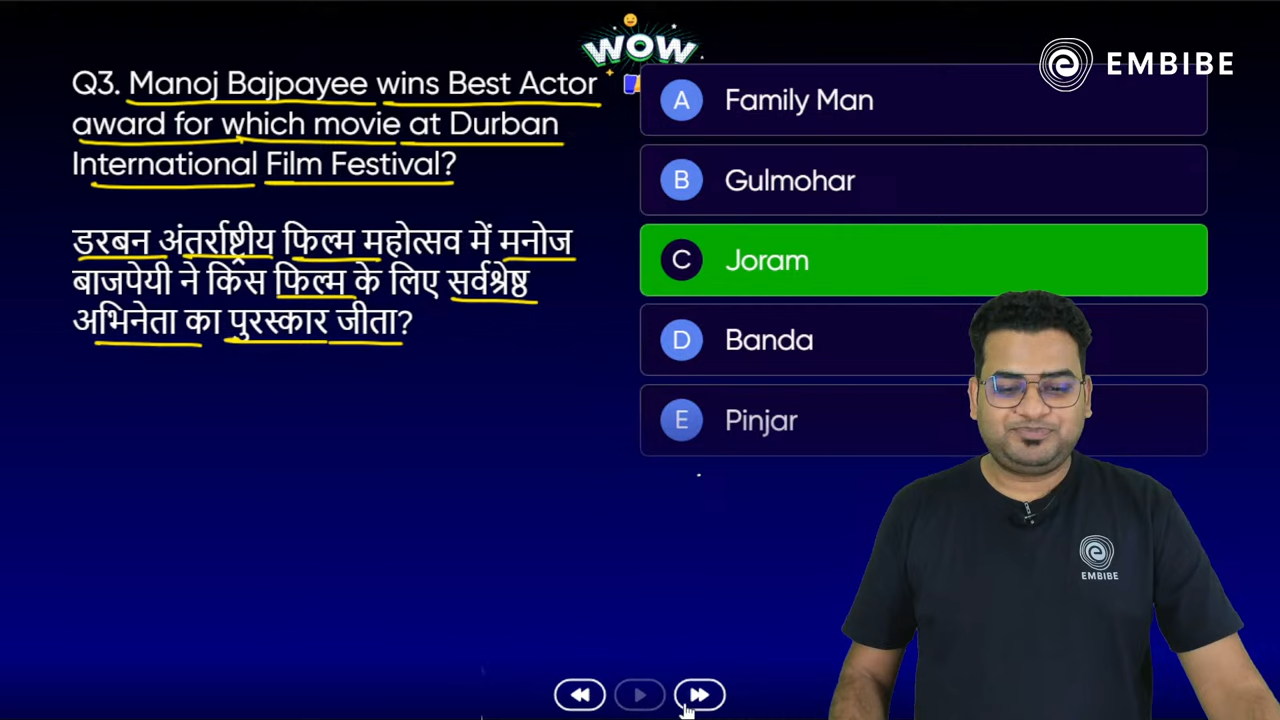 WOW
EMBIBE
Q3. Manoj Bajpayee wins Best Actor
award for which movie at Durban
International Film Festival?
डरबन अंतर्राष्ट्रीय फिल्म महोत्सव में मनोज
बाजपेयी ने किस फिल्म के लिए सर्वश्रेष्ठ
अभिनेता का पुरस्कार जीता?
A Family Man
B Gulmohar
C Joram
D Banda
E Pinjar
EMBIBE